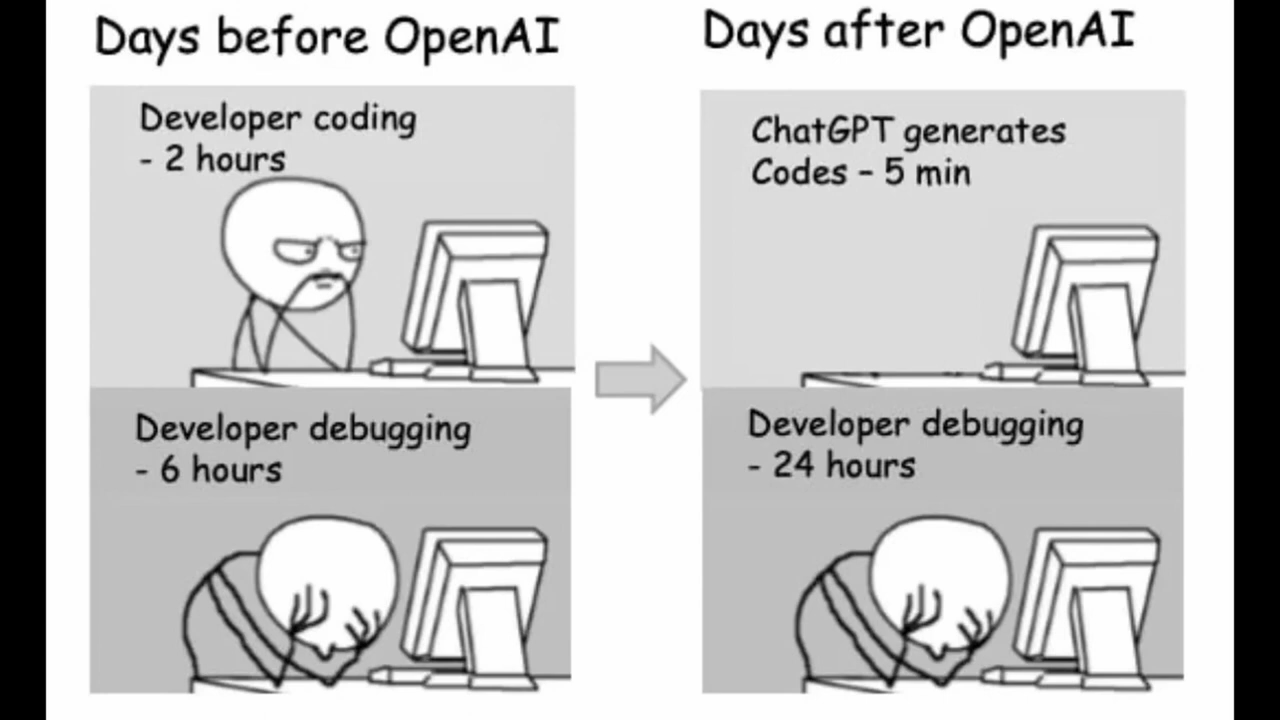 Days before OpenAI
Developer coding
- 2 hours
Developer debugging
- 6 hours
Days after OpenAI
ChatGPT generates
Codes – 5 min
Developer debugging
- 24 hours